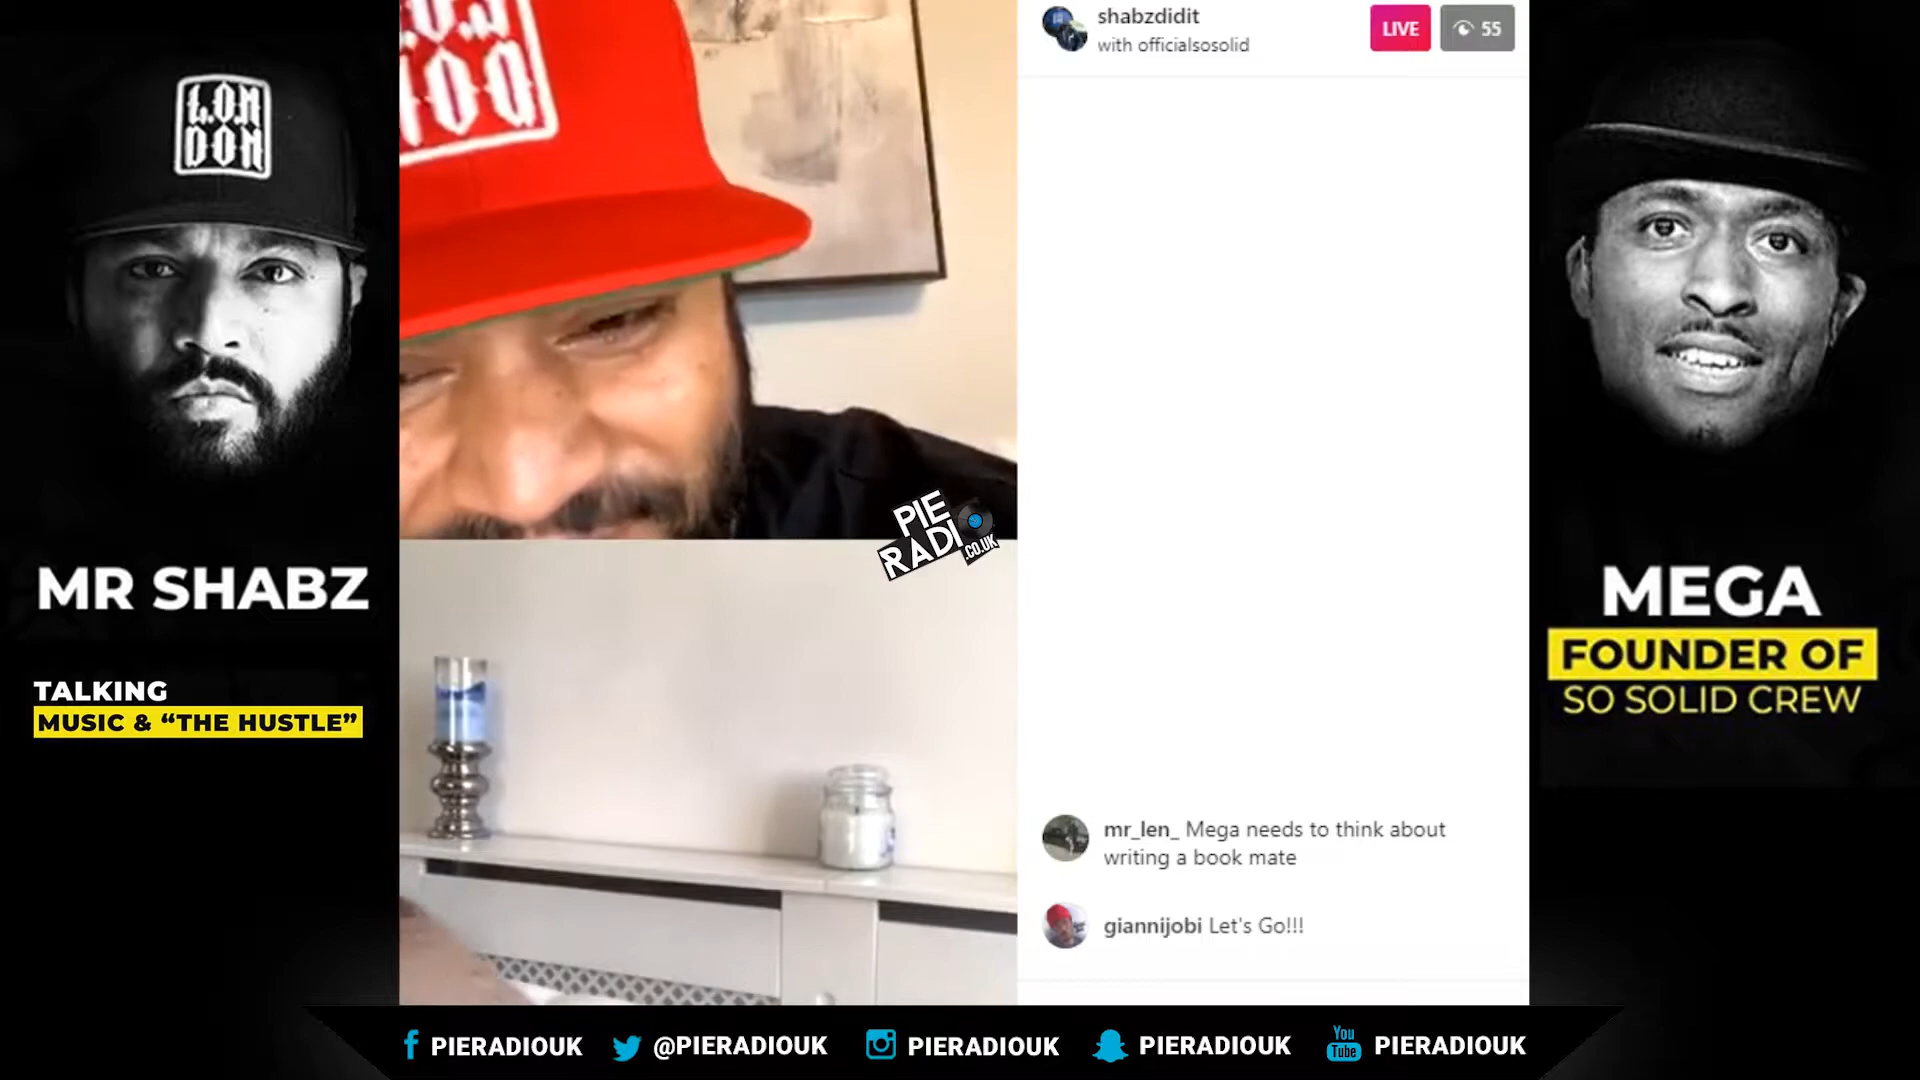 L.O.N
DON
MR SHABZ
TALKING
MUSIC & “THE HUSTLE”
PIE
RADIO
.CO.UK
shabzdidit
with officialsosolid
LIVE
55
mr_len_ Mega needs to think about
writing a book mate
giannijobi Let's Go!!!
MEGA
FOUNDER OF
SO SOLID CREW
f PIERADIOUK
@PIERADIOUK
PIERADIOUK
PIERADIOUK
You
Tube
PIERADIOUK